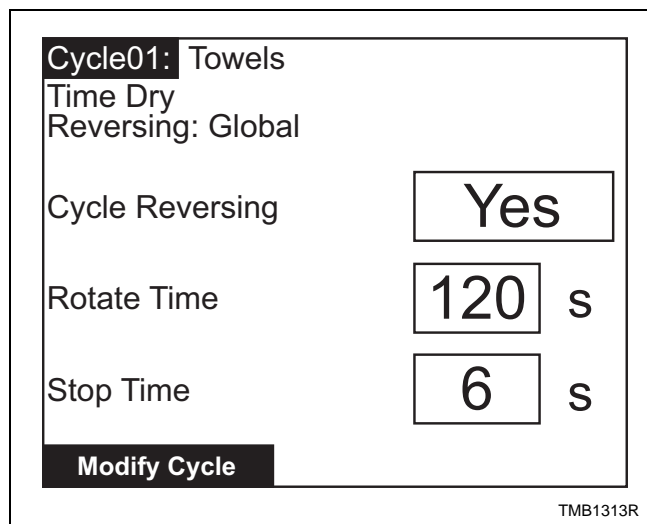 Cycle01: Towels
Time Dry
Reversing: Global
Cycle Reversing Yes
Rotate Time 120 s
Stop Time 6 s
Modify Cycle
TMB1313R